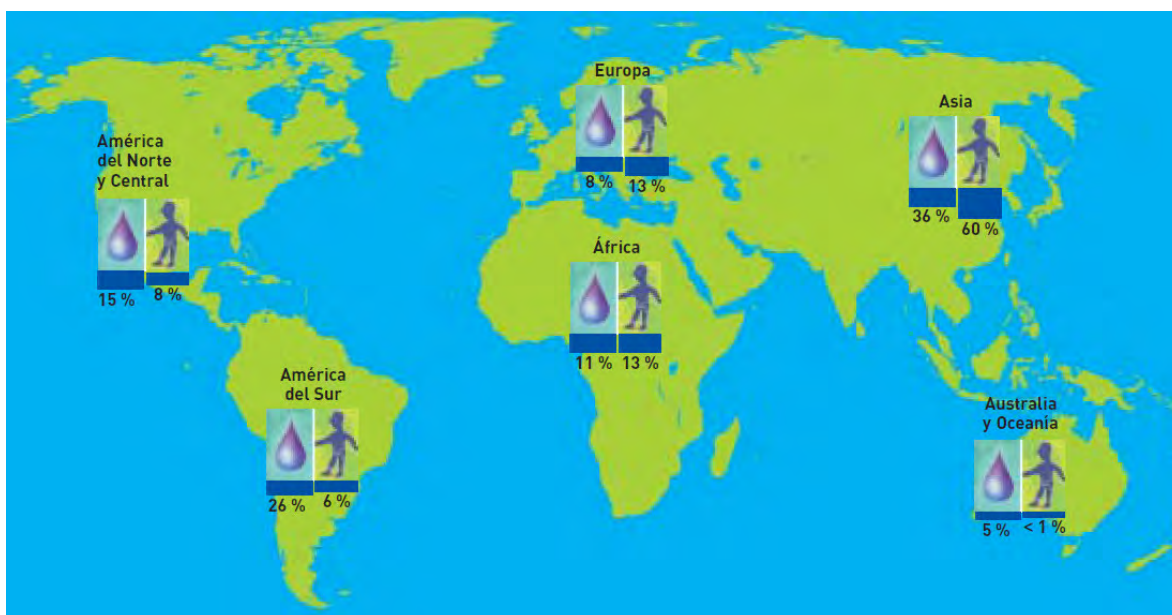 América
del Norte
y Central
15 %
8 %
América
del Sur
26 %
6 %
Europa
8 %
13 %
África
11 %
13 %
Asia
36 %
60 %
Australia
y Oceanía
5 %
< 1 %